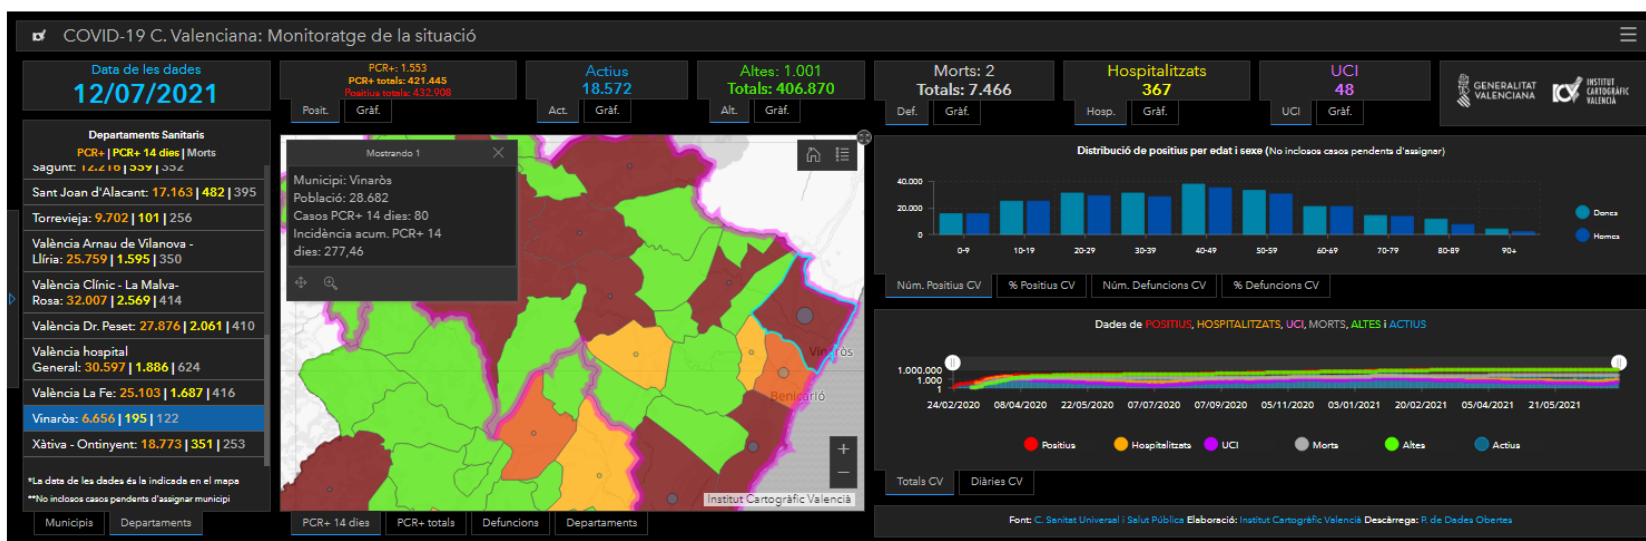 COVID-19 C. Valenciana: Monitoratge de la situació
Data de les dades
12/07/2021
PCR+: 1.553
PCR+ totals: 421.445
Positius totals: 432.908
Posit.
Gràf.
Actius
18.572
Act.
Gràf.
Altes: 1.001
Totals: 406.870
Alt.
Gràf.
Morts: 2
Totals: 7.466
Def.
Gràf.
Hospitalitzats
367
Hosp.
Gràf.
UCI
48
UCI
Gràf.
GENERALITAT
VALENCIANA
INSTITUT
CARTOGRÀFIC
VALENCIÀ
Departaments Sanitaris
PCR+ | PCR+ 14 dies | Morts
Sagunt: 12.216 | 559 | 352
Sant Joan d'Alacant: 17.163 | 482 | 395
Torrevieja: 9.702 | 101 | 256
València Arnau de Vilanova -
Llíria: 25.759 | 1.595 | 350
València Clínic - La Malva-
Rosa: 32.007 | 2.569 | 414
València Dr. Peset: 27.876 | 2.061 | 410
València hospital
General: 30.597 | 1.886 | 624
València La Fe: 25.103 | 1.687 | 416
Vinaròs: 6.656 | 195 | 122
Xàtiva - Ontinyent: 18.773 | 351 | 253
*La data de les dades és la indicada en el mapa
**No inclosos casos pendents d'assignar municipi
Municipis
Departaments
Mostrando 1
Municipi: Vinaròs
Població: 28.682
Casos PCR+ 14 dies: 80
Incidència acum. PCR+ 14
dies: 277,46
Vinaròs
Benicarló
Institut Cartogràfic Valencià
PCR+ 14 dies
PCR+ totals
Defuncions
Departaments
Distribució de positius per edat i sexe (No inclosos casos pendents d'assignar)
40.000
20.000
0
0-9
10-19
20-29
30-39
40-49
50-59
60-69
70-79
80-89
90+
Dones
Homes
Núm. Positius CV
% Positius CV
Núm. Defuncions CV
% Defuncions CV
Dades de POSITIUS, HOSPITALITZATS, UCI, MORTS, ALTES i ACTIUS
1.000.000
1.000
1
24/02/2020
08/04/2020
22/05/2020
07/07/2020
07/09/2020
05/11/2020
03/01/2021
20/02/2021
05/04/2021
21/05/2021
Positius
Hospitalitzats
UCI
Morts
Altes
Actius
Totals CV
Diàries CV
Font: C. Sanitat Universal i Salut Pública Elaboració: Institut Cartogràfic Valencià Descàrrega: P. de Dades Obertes